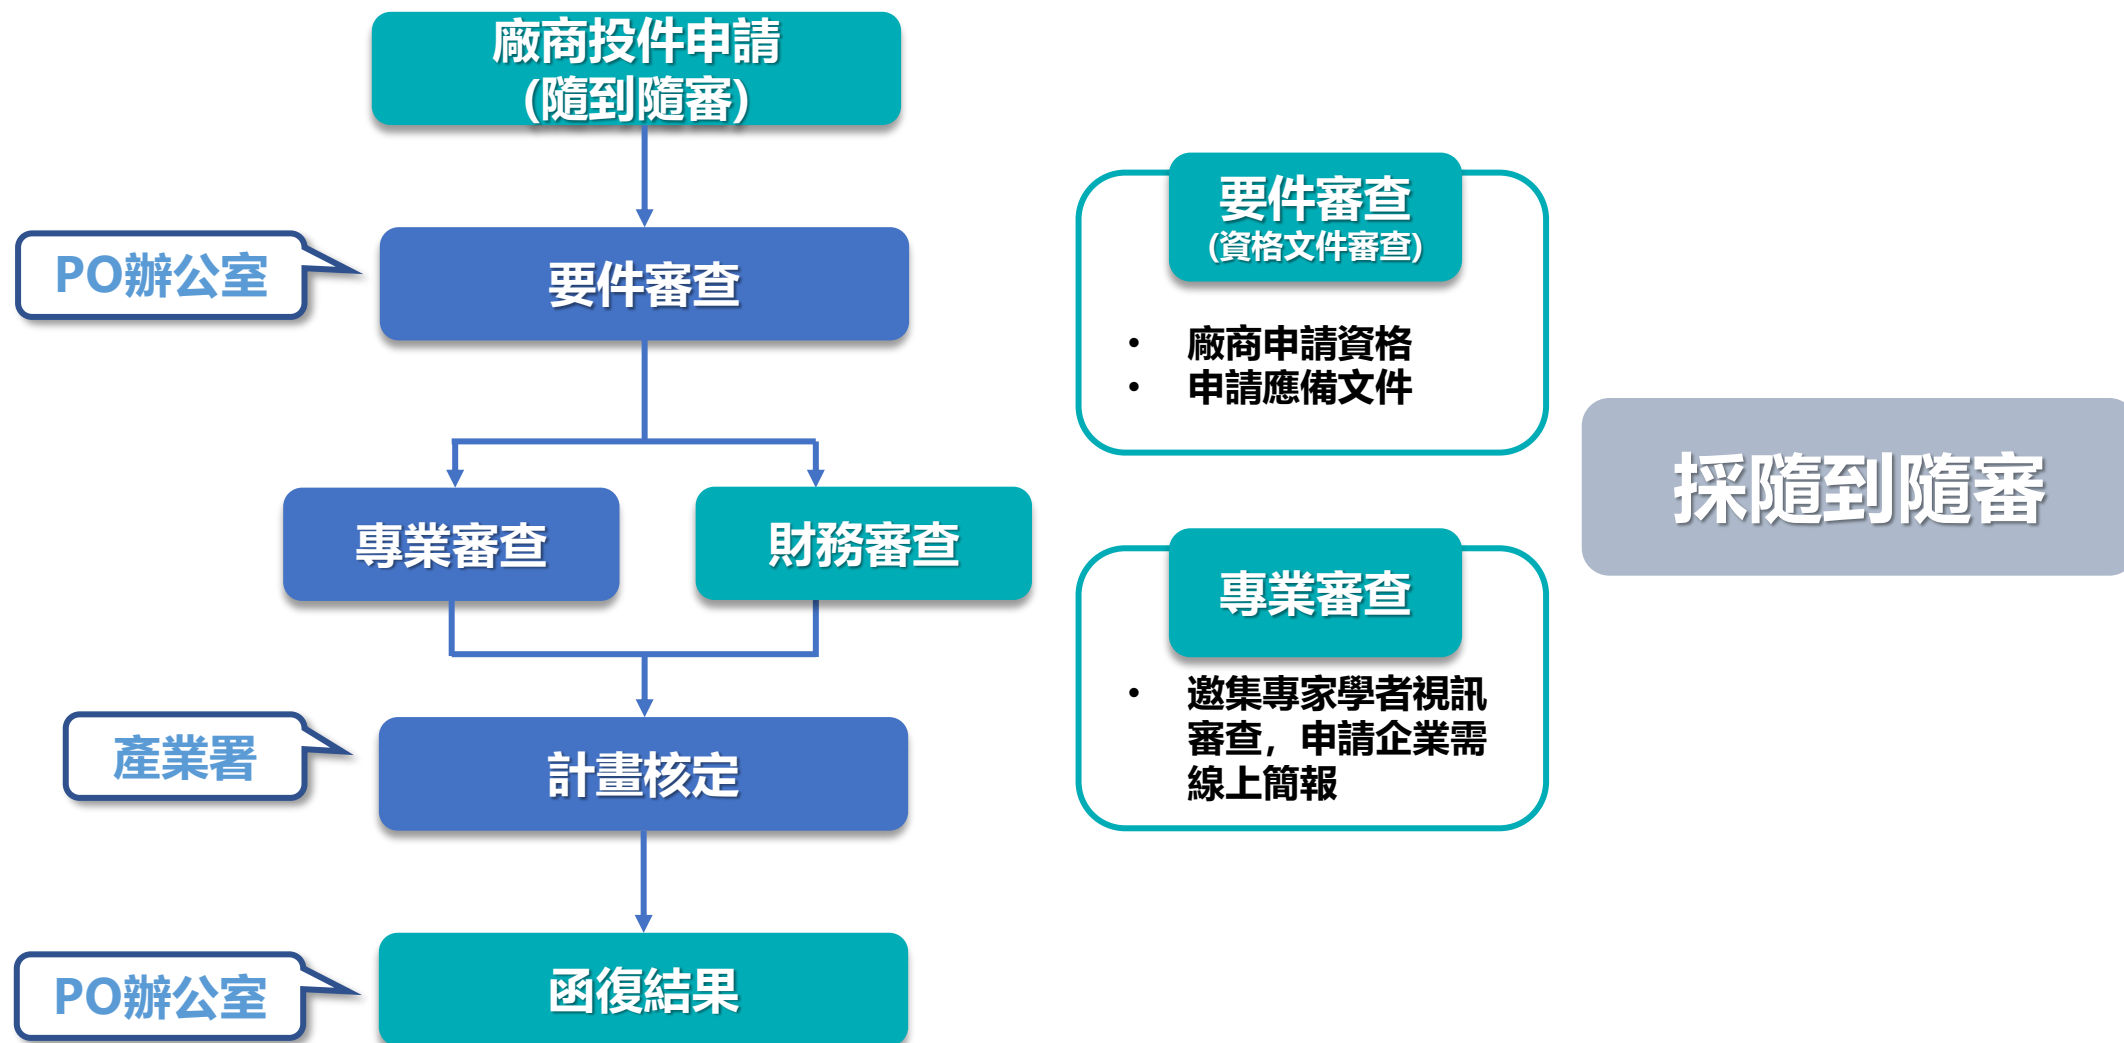 廠商投件申請
(隨到隨審)
PO辦公室
要件審查
專業審查
財務審查
產業署
計畫核定
PO辦公室
函復結果
要件審查
(資格文件審查)
• 廠商申請資格
• 申請應備文件
專業審查
• 邀集專家學者視訊
審查，申請企業需
線上簡報
採隨到隨審